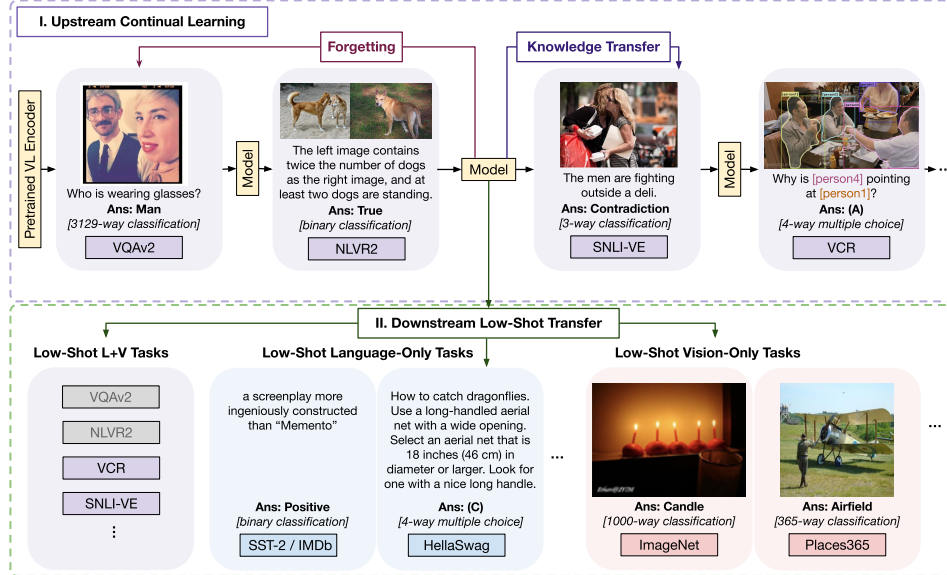 I. Upstream Continual Learning
Forgetting
Knowledge Transfer
Pretrained VL Encoder
Who is wearing glasses?
Ans: Man
[3129-way classification]
VQAv2
Model
The left image contains
twice the number of dogs
as the right image, and at
least two dogs are standing.
Ans: True
[binary classification]
NLVR2
Model
The men are fighting
outside a deli.
Ans: Contradiction
[3-way classification]
SNLI-VE
Model
Why is [person4] pointing
at [person1]?
Ans: (A)
[4-way multiple choice]
VCR
...
II. Downstream Low-Shot Transfer
Low-Shot L+V Tasks
VQAv2
NLVR2
VCR
SNLI-VE
Low-Shot Language-Only Tasks
a screenplay more
ingeniously constructed
than “Memento”
Ans: Positive
[binary classification]
SST-2 / IMDb
How to catch dragonflies.
Use a long-handled aerial
net with a wide opening.
Select an aerial net that is
18 inches (46 cm) in
diameter or larger. Look for
one with a nice long handle.
Ans: (C)
[4-way multiple choice]
HellaSwag
...
Low-Shot Vision-Only Tasks
Ans: Candle
[1000-way classification]
ImageNet
Ans: Airfield
[365-way classification]
Places365
...